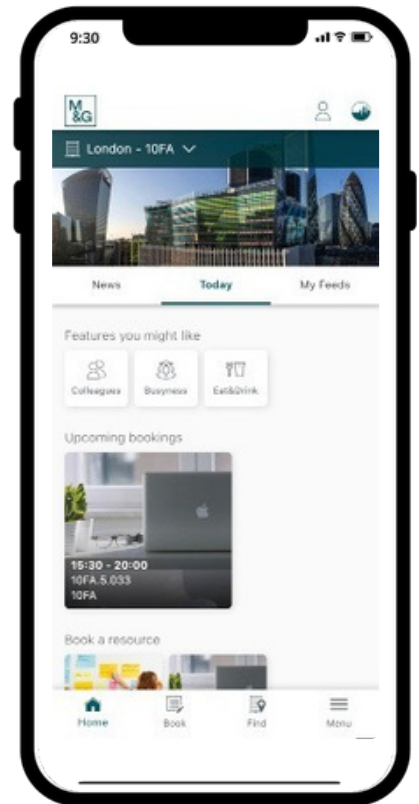 9:30
M
&G
London - 10FA
News Today My Feeds
Features you might like
Colleagues Busyness Eat&Drink
Upcoming bookings
15:30 - 20:00
10FA.5.033
10FA
Book a resource
Home Book Find Menu